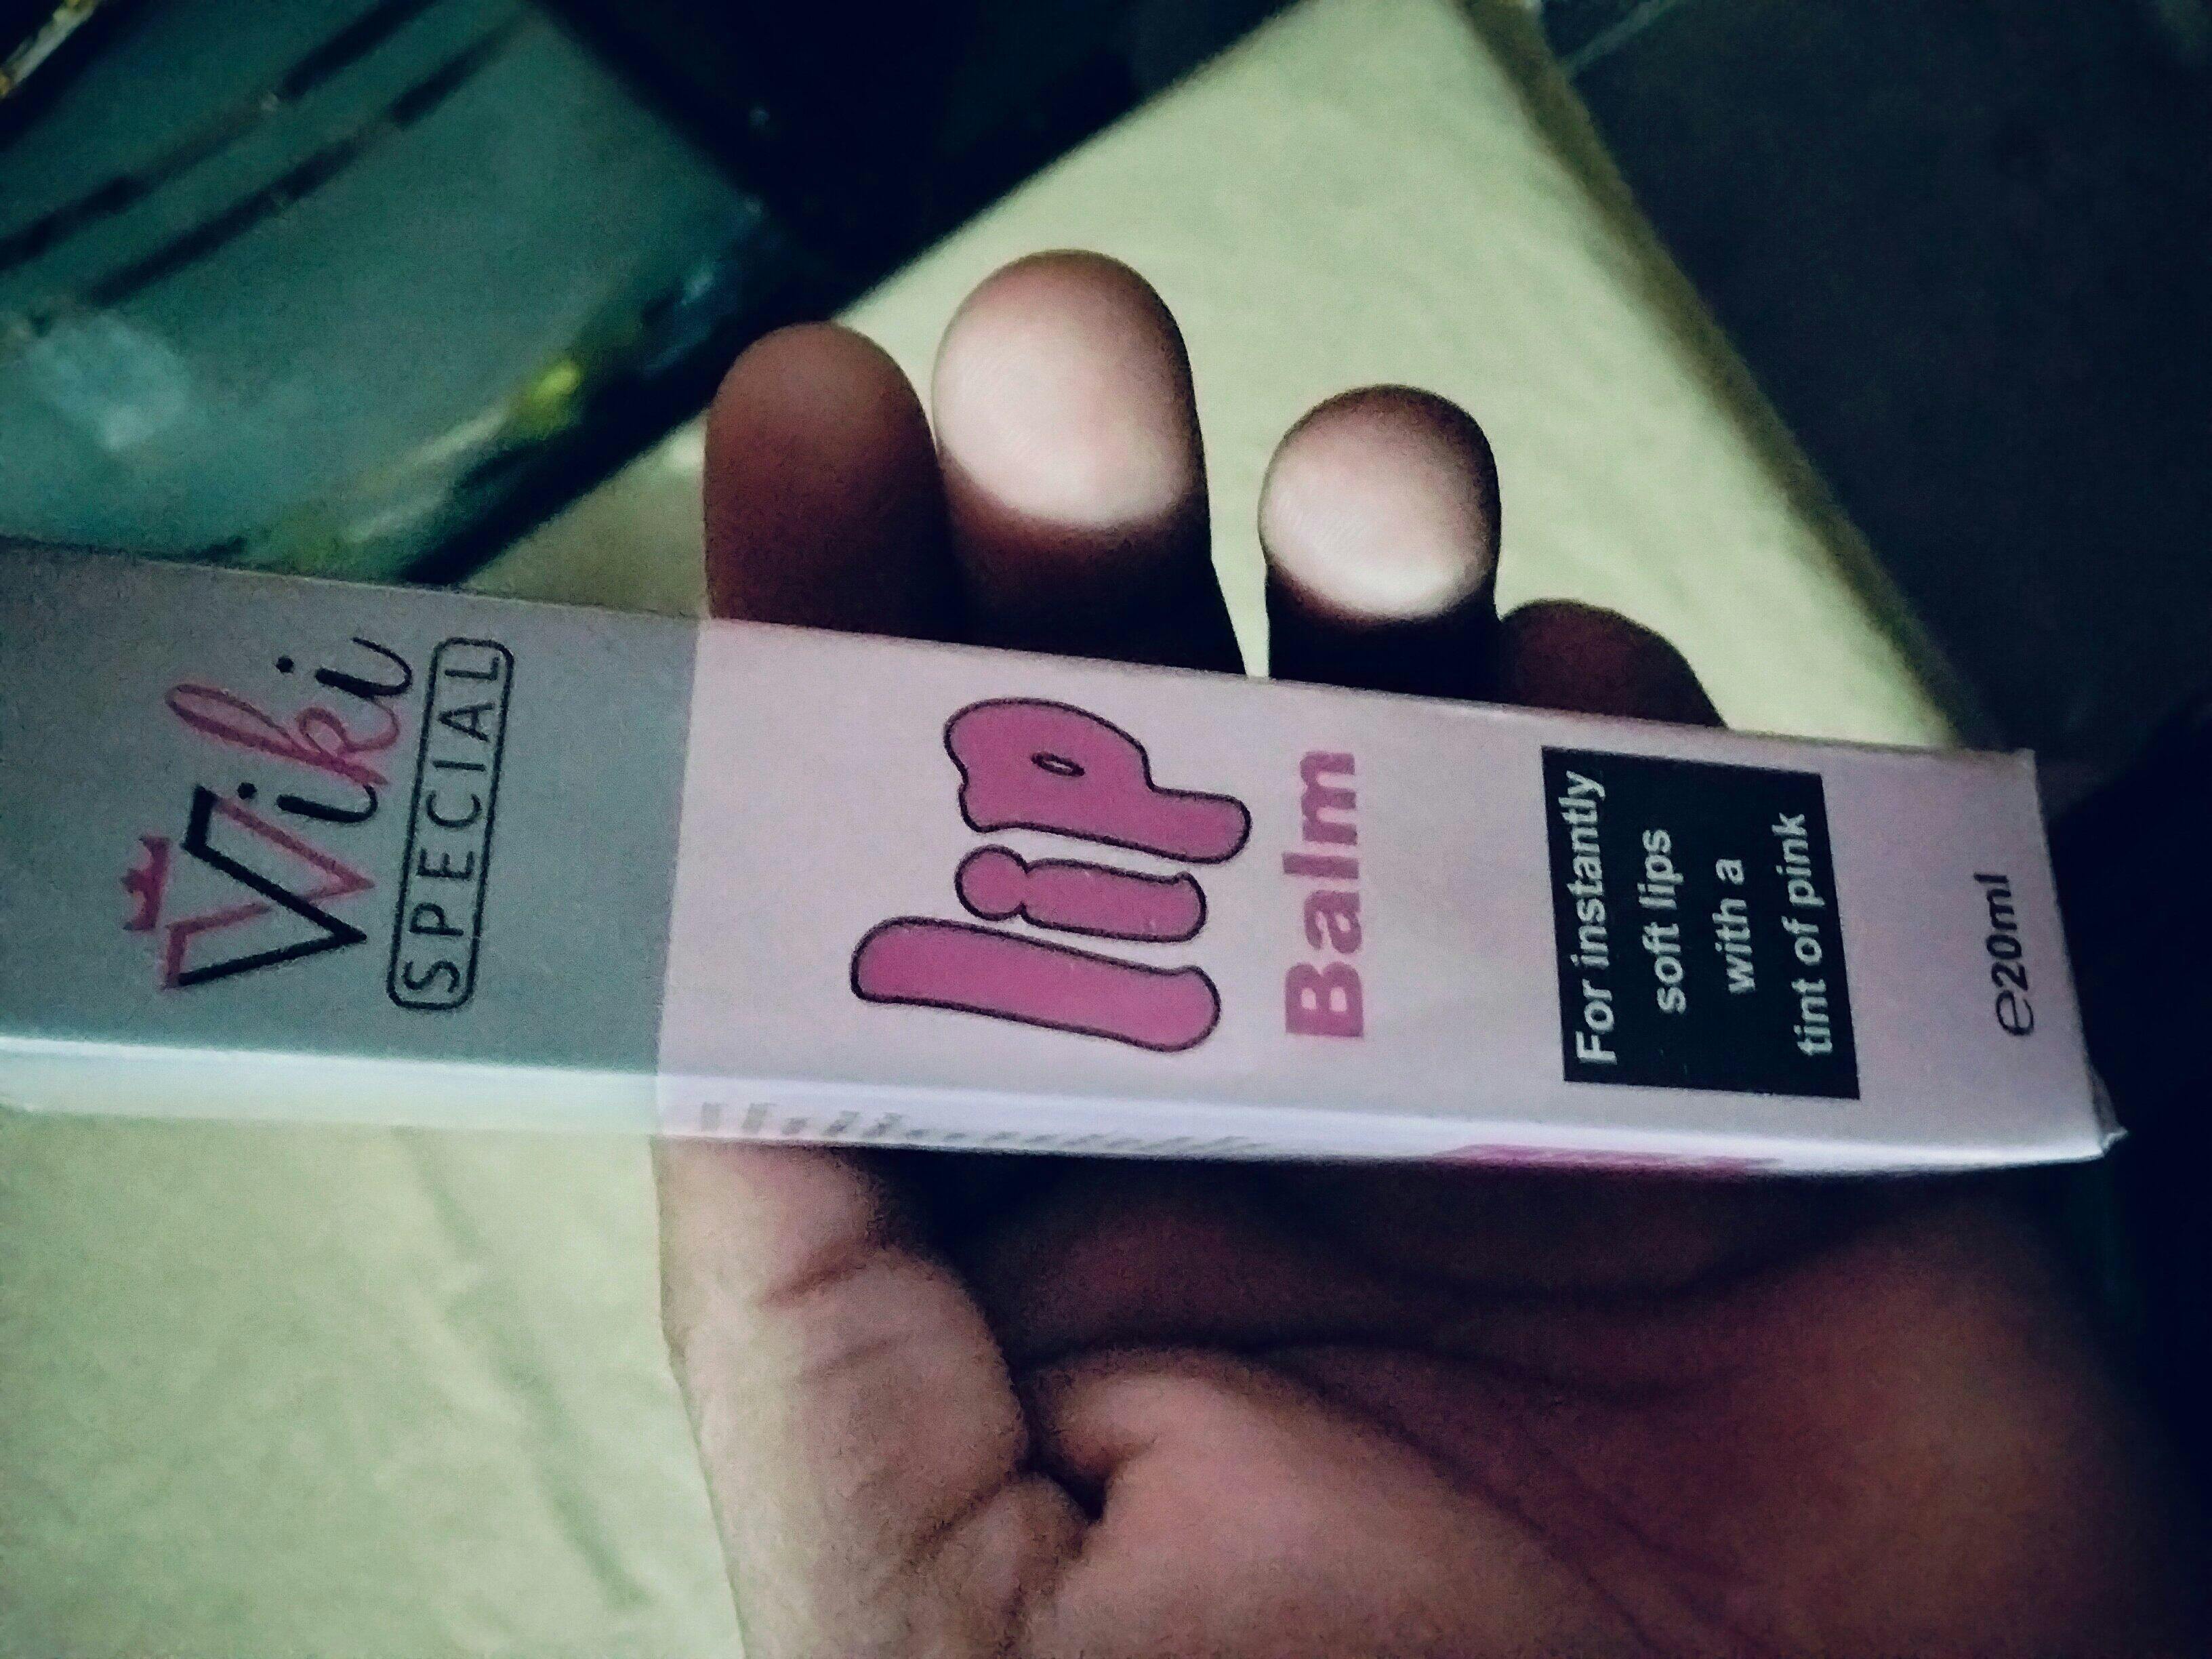 Viki
SPECIAL
lip
Balm
For instantly
soft lips
with a
tint of pink
℮20ml